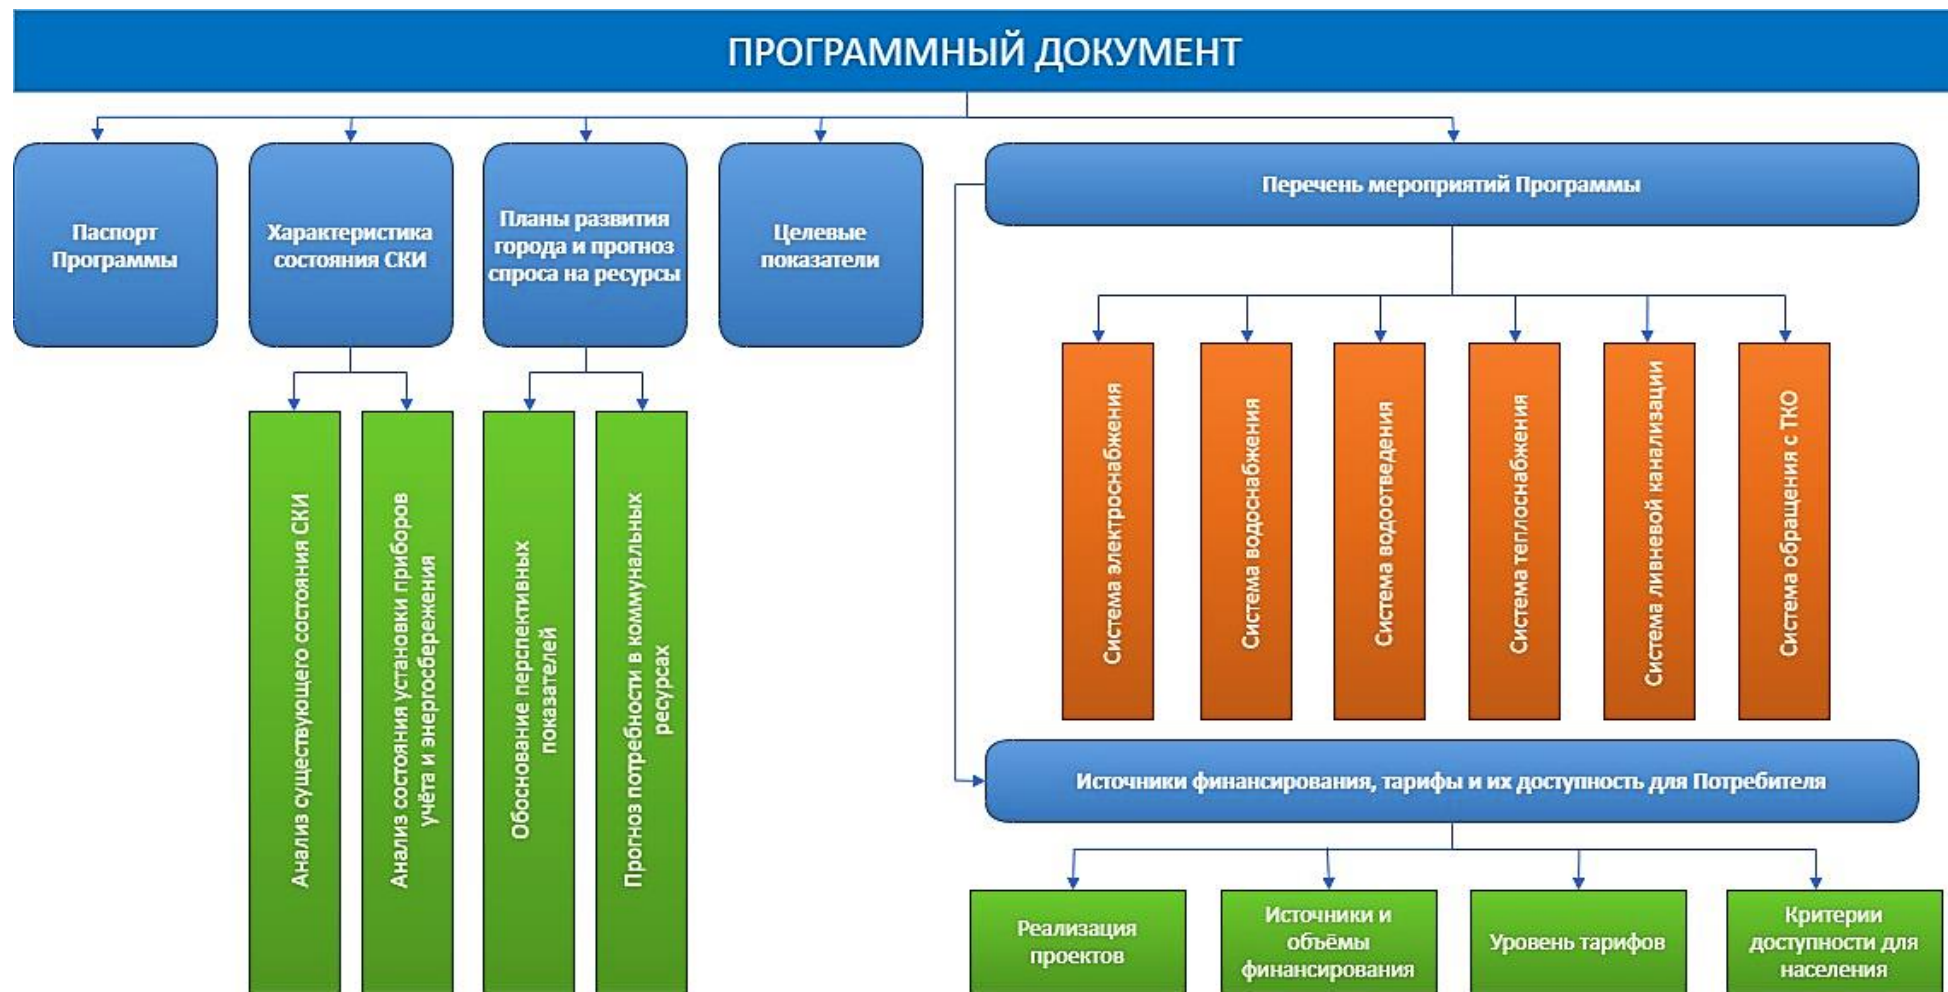 ПРОГРАММНЫЙ ДОКУМЕНТ
Паспорт
Программы
Характеристика
состояния СКИ
Планы развития
города и прогноз
спроса на ресурсы
Целевые
показатели
Перечень мероприятий Программы
Анализ существующего состояния СКИ
Анализ состояния установки приборов
учёта и энергосбережения
Обоснование перспективных
показателей
Прогноз потребности в коммунальных
ресурсах
Система электроснабжения
Система водоснабжения
Система водоотведения
Система теплоснабжения
Система ливневой канализации
Система обращения с ТКО
Источники финансирования, тарифы и их доступность для Потребителя
Реализация
проектов
Источники и
объёмы
финансирования
Уровень тарифов
Критерии
доступности для
населения